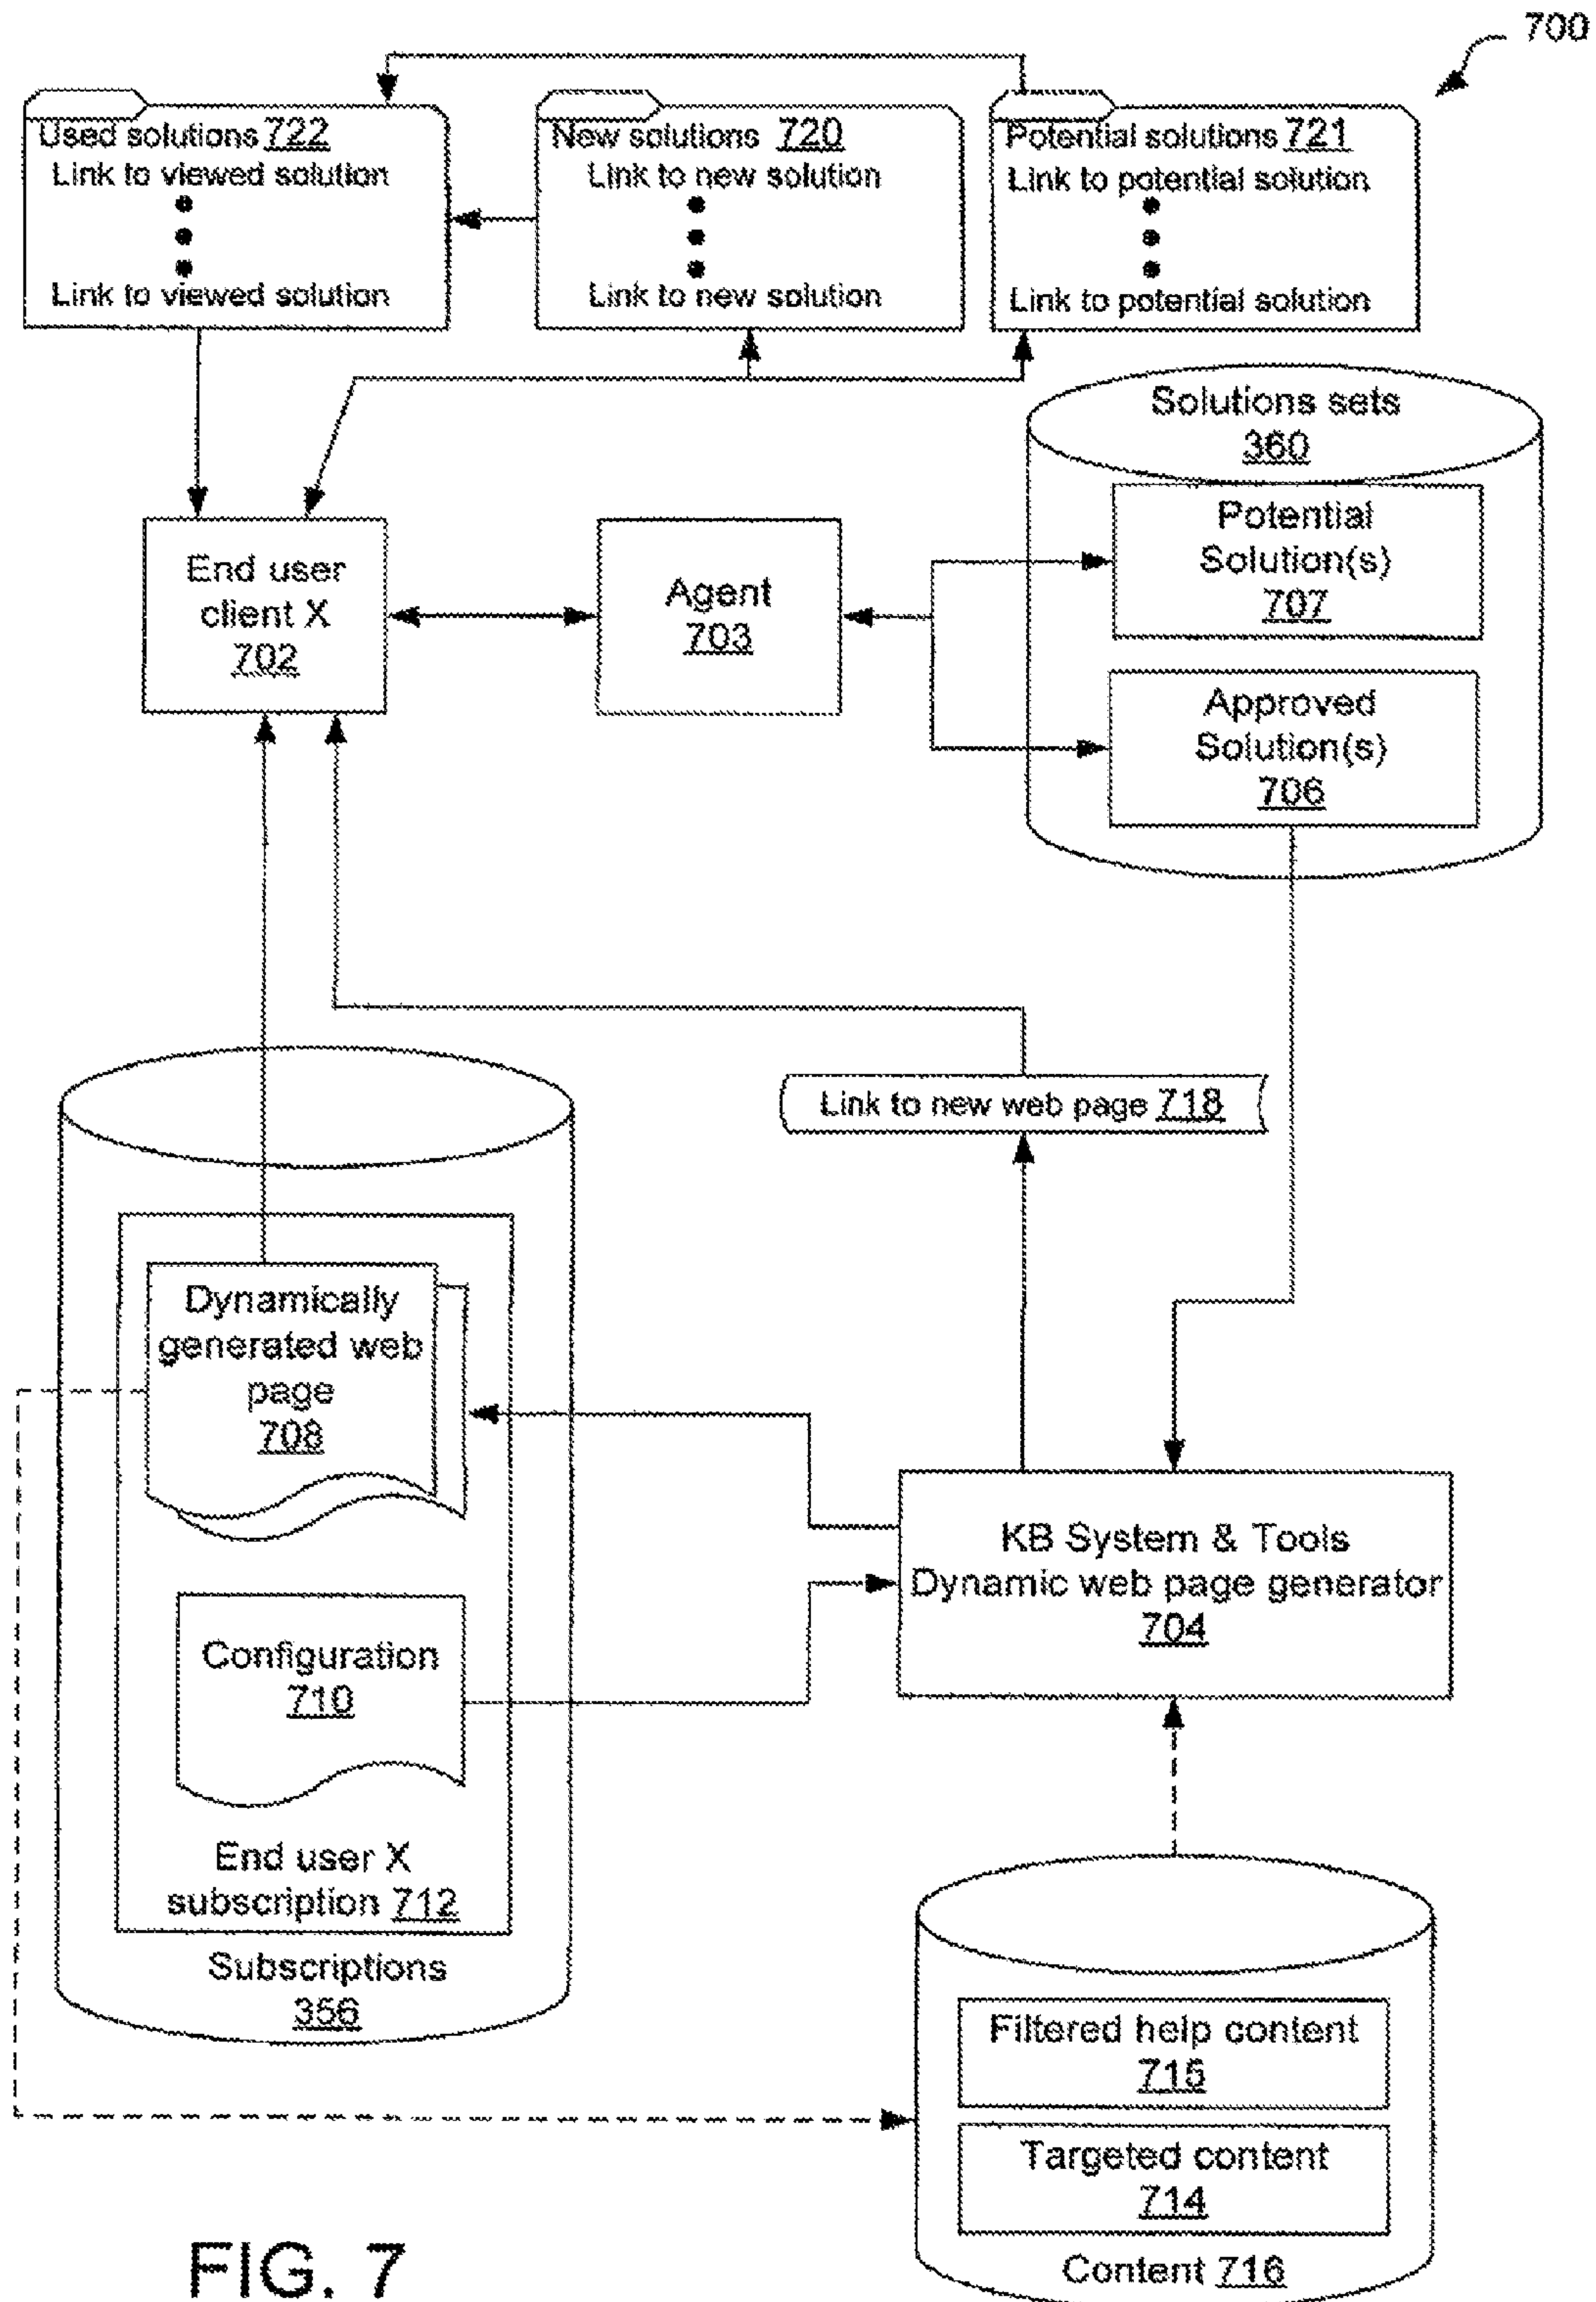 700
Used solutions 722
Link to viewed solution
Link to viewed solution
New solutions 720
Link to new solution
Link to new solution
Potential solutions 721
Link to potential solution
Link to potential solution
Solutions sets
360
Potential
Solution(s)
707
Approved
Solution(s)
706
End user
client X
702
Agent
703
Link to new web page 718
Dynamically
generated web
page
708
Configuration
710
End user X
subscription 712
Subscriptions
356
KB System & Tools
Dynamic web page generator
704
Filtered help content
715
Targeted content
714
Content 716
FIG. 7